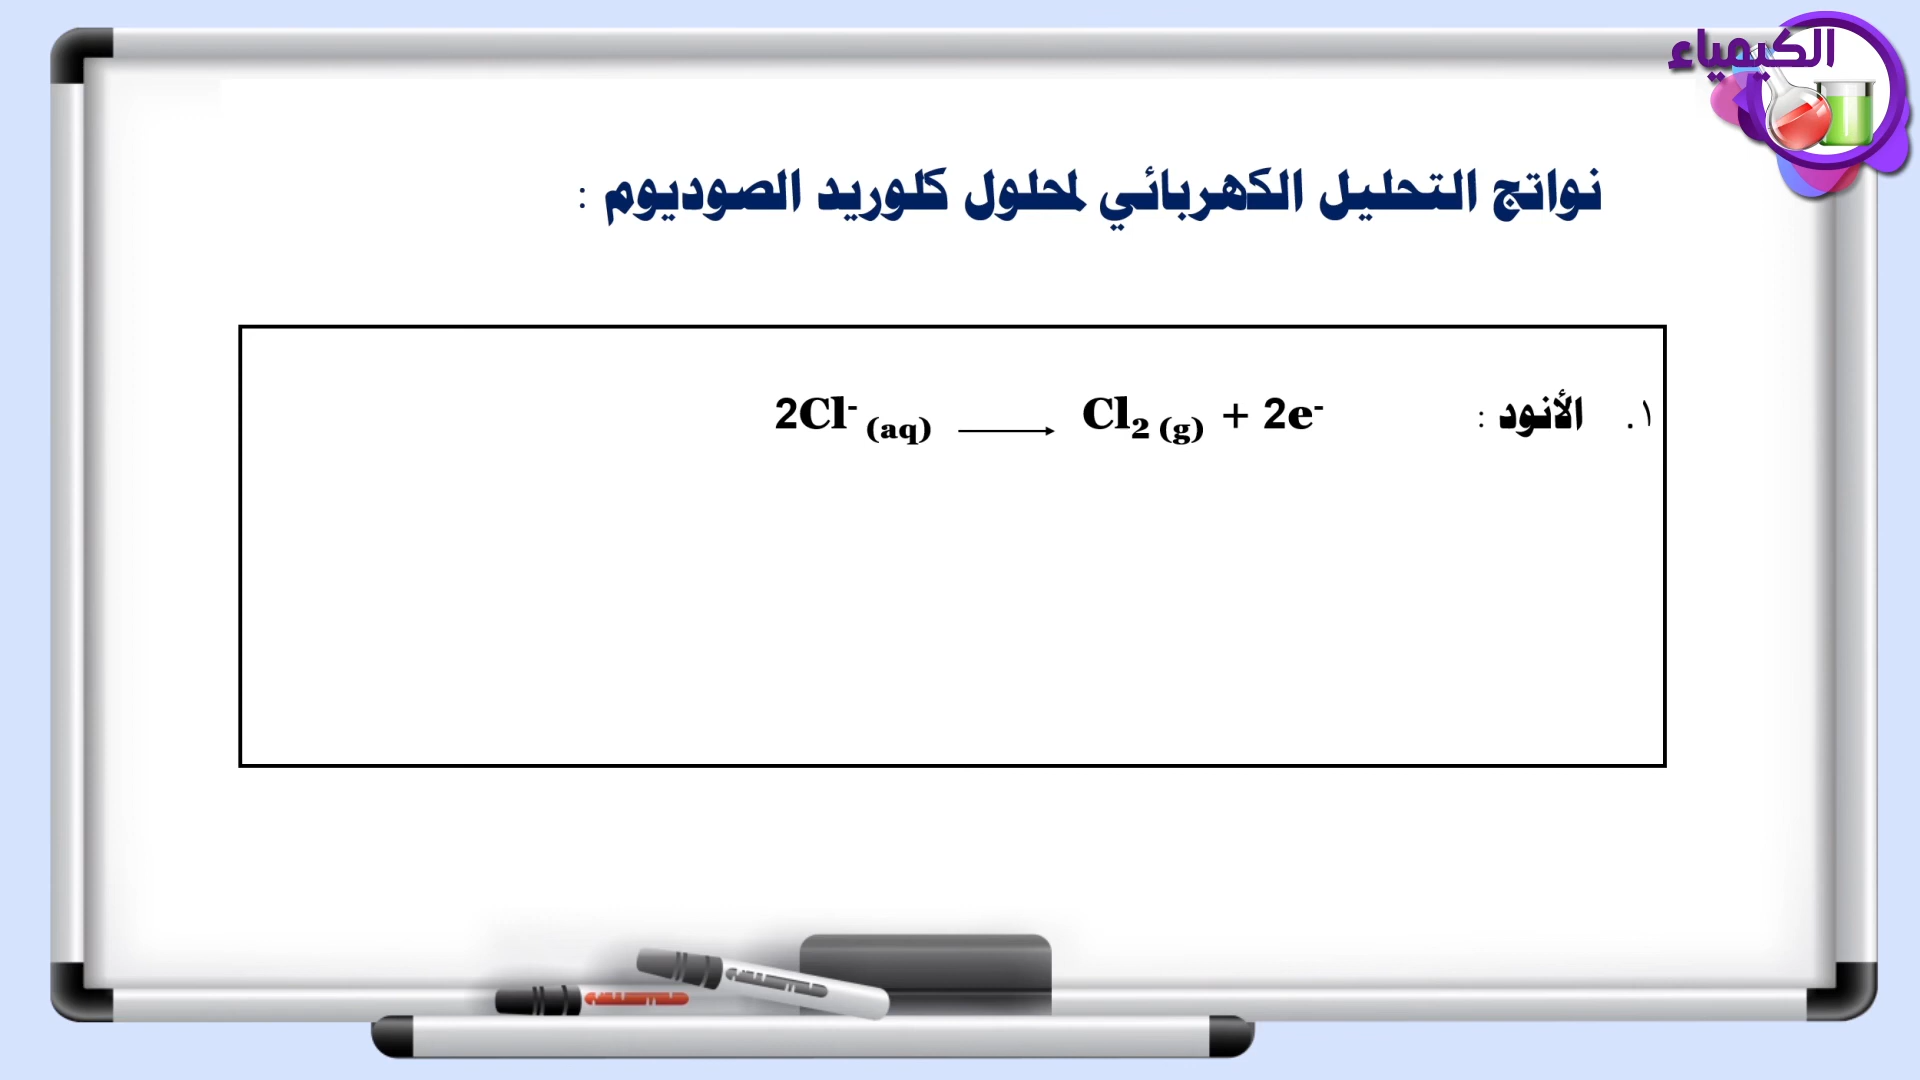 الكيمياء
نواتج التحليل الكهربائي لمحلول كلوريد الصوديوم :
١. الأنود : 2Cl⁻ (aq) ⟶ Cl₂ (g) + 2e⁻